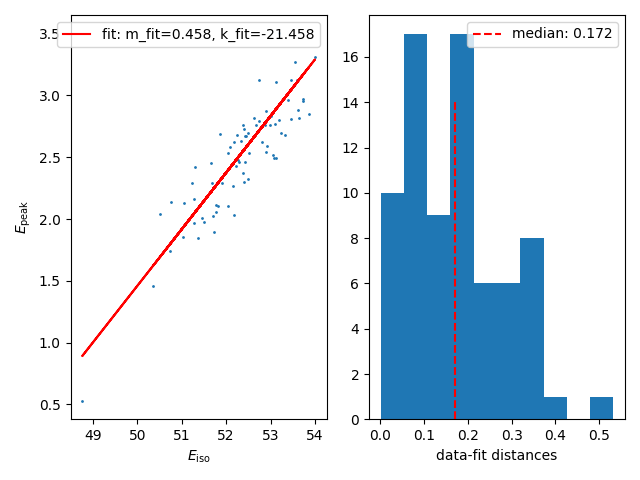 fit: m_fit=0.458, k_fit=-21.458
3.5
3.0
2.5
2.0
1.5
1.0
0.5
E_peak
49 50 51 52 53 54
E_iso
median: 0.172
16
14
12
10
8
6
4
2
0
0.0 0.1 0.2 0.3 0.4 0.5
data-fit distances